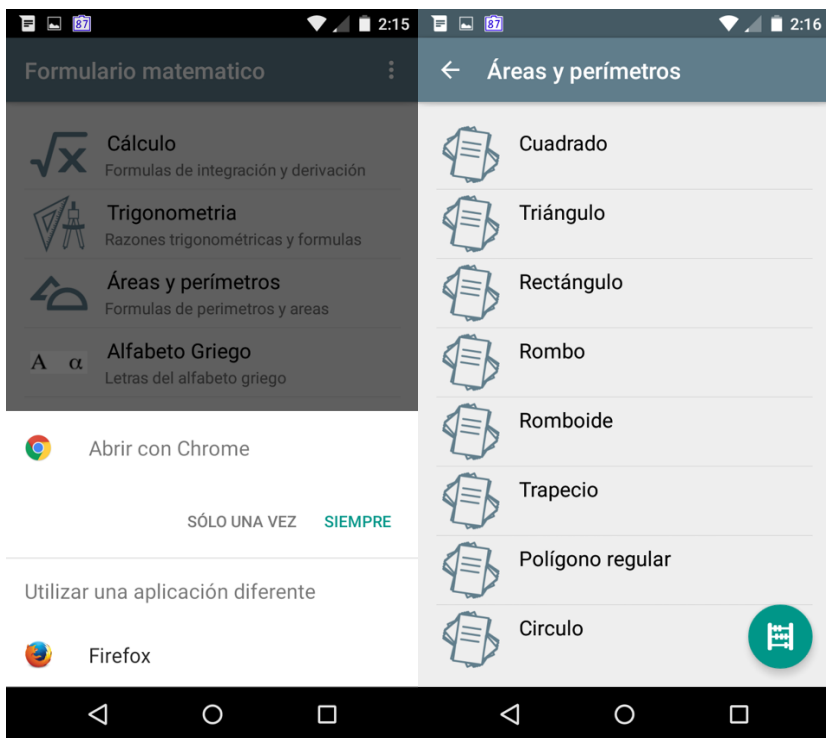 87 2:15
Formulario matematico
Cálculo
Formulas de integración y derivación
Trigonometria
Razones trigonométricas y formulas
Áreas y perímetros
Formulas de perimetros y areas
A α
Alfabeto Griego
Letras del alfabeto griego
Abrir con Chrome
SÓLO UNA VEZ SIEMPRE
Utilizar una aplicación diferente
Firefox
87 2:16
Áreas y perímetros
Cuadrado
Triángulo
Rectángulo
Rombo
Romboide
Trapecio
Polígono regular
Circulo